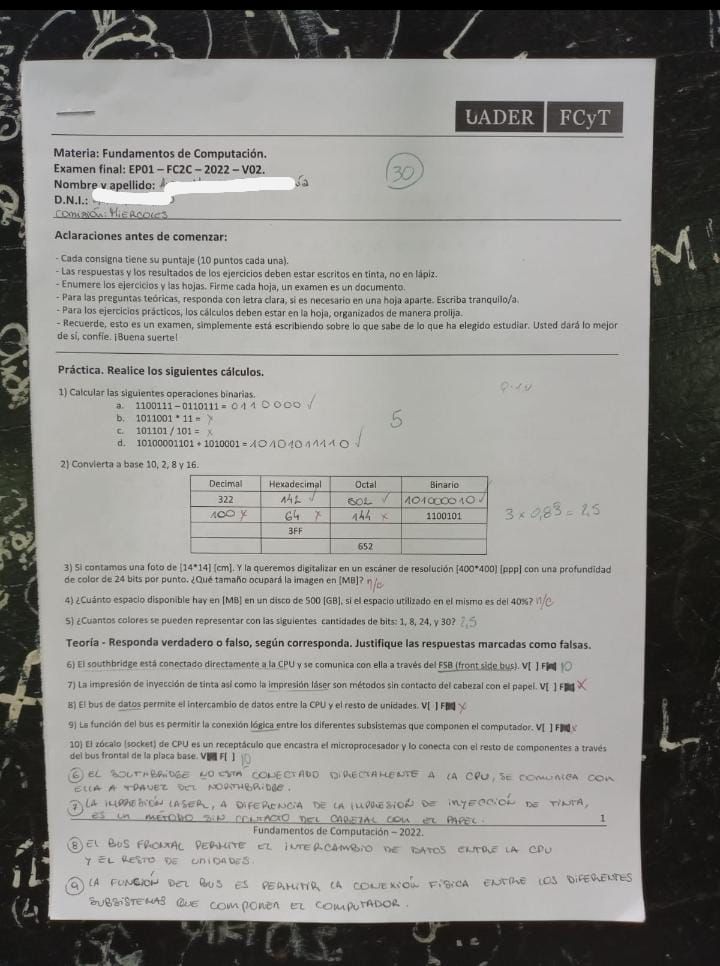 UADER FCyT
Materia: Fundamentos de Computación.
Examen final: EP01 – FC2C – 2022 – V02.
30
Nombre y apellido:
D.N.I.:
COMISIÓN: MIERCOLES
Aclaraciones antes de comenzar:
- Cada consigna tiene su puntaje (10 puntos cada una).
- Las respuestas y los resultados de los ejercicios deben estar escritos en tinta, no en lápiz.
- Enumere los ejercicios y las hojas. Firme cada hoja, un examen es un documento.
- Para las preguntas teóricas, responda con letra clara, si es necesario en una hoja aparte. Escriba tranquilo/a.
- Para los ejercicios prácticos, los cálculos deben estar en la hoja, organizados de manera prolija.
- Recuerde, esto es un examen, simplemente está escribiendo sobre lo que sabe de lo que ha elegido estudiar. Usted dará lo mejor
de sí, confíe. ¡Buena suerte!
Práctica. Realice los siguientes cálculos.
1) Calcular las siguientes operaciones binarias.
a. 1100111 – 0110111 = 0110000 ✓
b. 1011001 * 11 = x
c. 101101 / 101 = x
d. 10100001101 + 1010001 = 10101011110 ✓
5
2) Convierta a base 10, 2, 8 y 16.
Decimal Hexadecimal Octal Binario
322 142 ✓ 502 ✓ 101000010 ✓
100 x 64 x 144 x 1100101
3 x 0,83 = 2,5
3FF
652
3) Si contamos una foto de [14*14] [cm]. Y la queremos digitalizar en un escáner de resolución [400*400] [ppp] con una profundidad
de color de 24 bits por punto. ¿Qué tamaño ocupará la imagen en [MB]? n/c
4) ¿Cuánto espacio disponible hay en [MB] en un disco de 500 [GB], si el espacio utilizado en el mismo es del 40%? n/c
5) ¿Cuantos colores se pueden representar con las siguientes cantidades de bits: 1, 8, 24, y 30? 2,5
Teoría - Responda verdadero o falso, según corresponda. Justifique las respuestas marcadas como falsas.
6) El southbridge está conectado directamente a la CPU y se comunica con ella a través del FSB (front side bus). V[ ] F 10
7) La impresión de inyección de tinta así como la impresión láser son métodos sin contacto del cabezal con el papel. V[ ] F x
8) El bus de datos permite el intercambio de datos entre la CPU y el resto de unidades. V[ ] F x
9) La función del bus es permitir la conexión lógica entre los diferentes subsistemas que componen el computador. V[ ] F x
10) El zócalo (socket) de CPU es un receptáculo que encastra el microprocesador y lo conecta con el resto de componentes a través
del bus frontal de la placa base. V F[ ] 10
6 EL SOUTHBRIDGE NO ESTA CONECTADO DIRECTAMENTE A LA CPU, SE COMUNICA CON
ELLA A TRAVEZ DEL NORTHBRIDGE.
7 LA IMPRESIÓN LASER, A DIFERENCIA DE LA IMPRESION DE INYECCIÓN DE TINTA,
ES UN METODO SIN CONTACTO DEL CABEZAL CON EL PAPEL.
1
Fundamentos de Computación – 2022.
8 EL BUS FRONTAL PERMITE EL INTERCAMBIO DE DATOS ENTRE LA CPU
Y EL RESTO DE UNIDADES.
9 LA FUNCIÓN DEL BUS ES PERMITIR LA CONEXIÓN FÍSICA ENTRE LOS DIFERENTES
SUBSISTEMAS QUE COMPONEN EL COMPUTADOR.